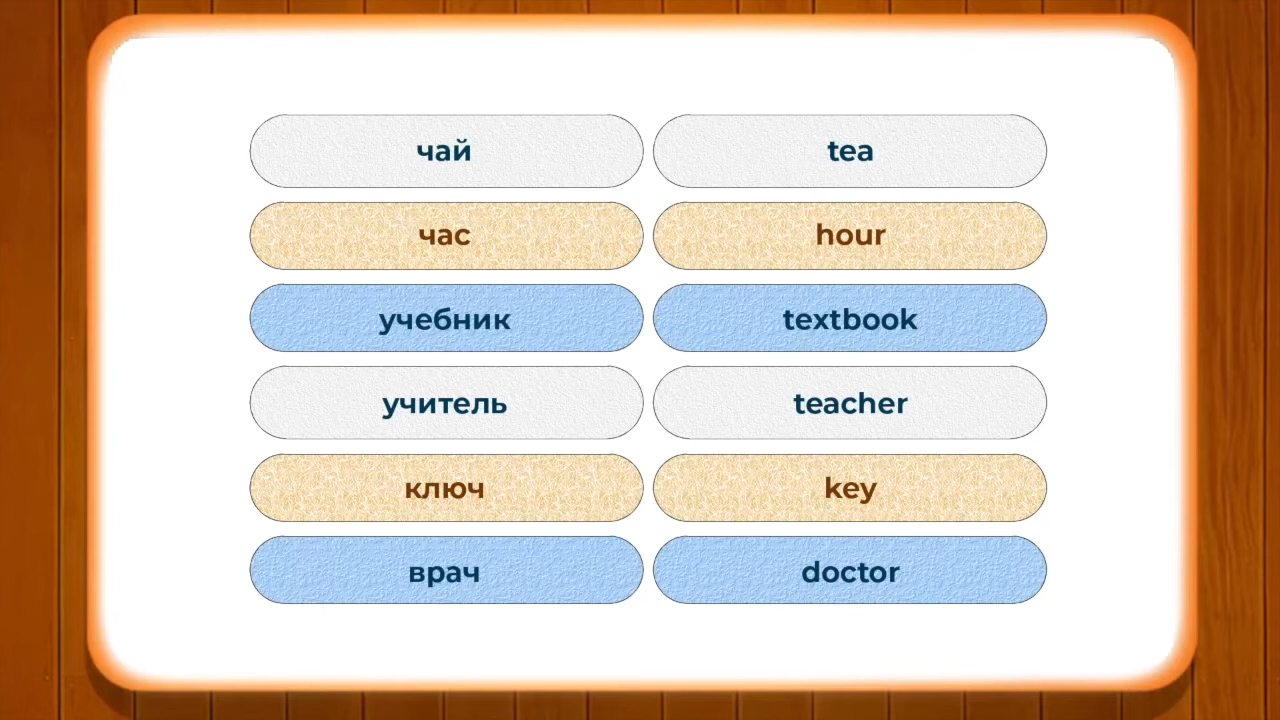 чай tea
час hour
учебник textbook
учитель teacher
ключ key
врач doctor